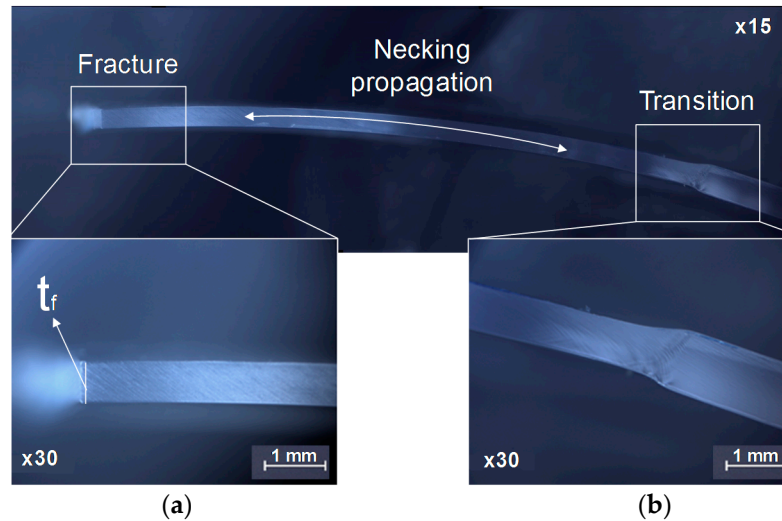 x15
Fracture
Necking
propagation
Transition
tf
x30
1 mm
x30
1 mm
(a)
(b)